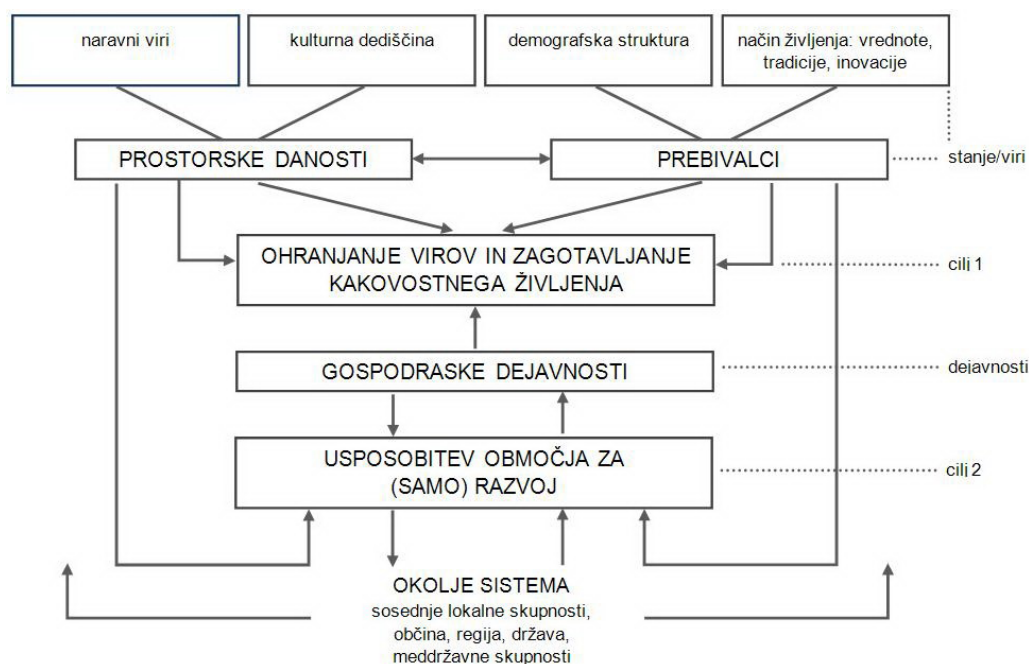 naravni viri
kulturna dediščina
demografska struktura
način življenja: vrednote,
tradicije, inovacije
PROSTORSKE DANOSTI
PREBIVALCI
stanje/viri
OHRANJANJE VIROV IN ZAGOTAVLJANJE
KAKOVOSTNEGA ŽIVLJENJA
cilj 1
GOSPODRASKE DEJAVNOSTI
dejavnosti
USPOSOBITEV OBMOČJA ZA
(SAMO) RAZVOJ
cilj 2
OKOLJE SISTEMA
sosednje lokalne skupnosti,
občina, regija, država,
meddržavne skupnosti